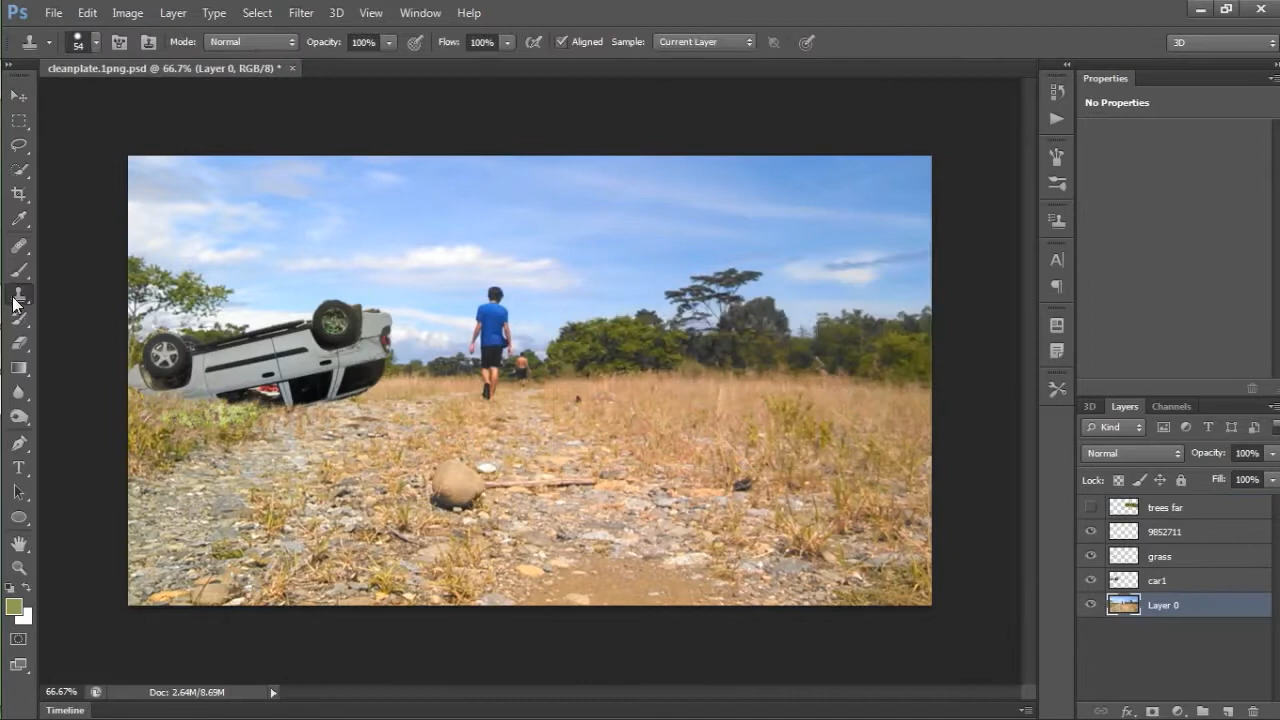 Ps File Edit Image Layer Type Select Filter 3D View Window Help
54 Mode: Normal Opacity: 100% Flow: 100% Aligned Sample: Current Layer 3D
cleanplate.1png.psd @ 66.7% (Layer 0, RGB/8) * ×
Properties
No Properties
3D Layers Channels
Kind
Normal Opacity: 100%
Lock: Fill: 100%
trees far
9852711
grass
car1
Layer 0
66.67% Doc: 2.64M/8.69M
Timeline